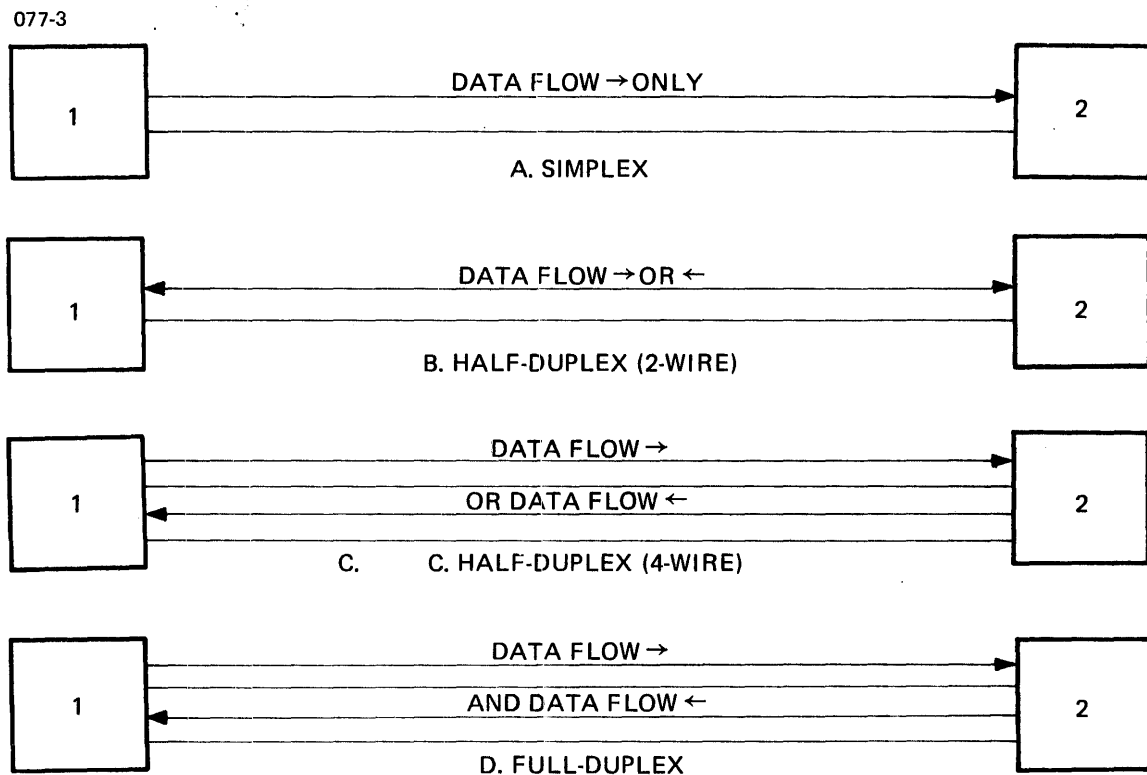 077-3
DATA FLOW →ONLY
1
2
A. SIMPLEX
DATA FLOW →OR ←
1
2
B. HALF-DUPLEX (2-WIRE)
DATA FLOW →
1
OR DATA FLOW ←
2
C. C. HALF-DUPLEX (4-WIRE)
DATA FLOW →
1
AND DATA FLOW ←
2
D. FULL-DUPLEX